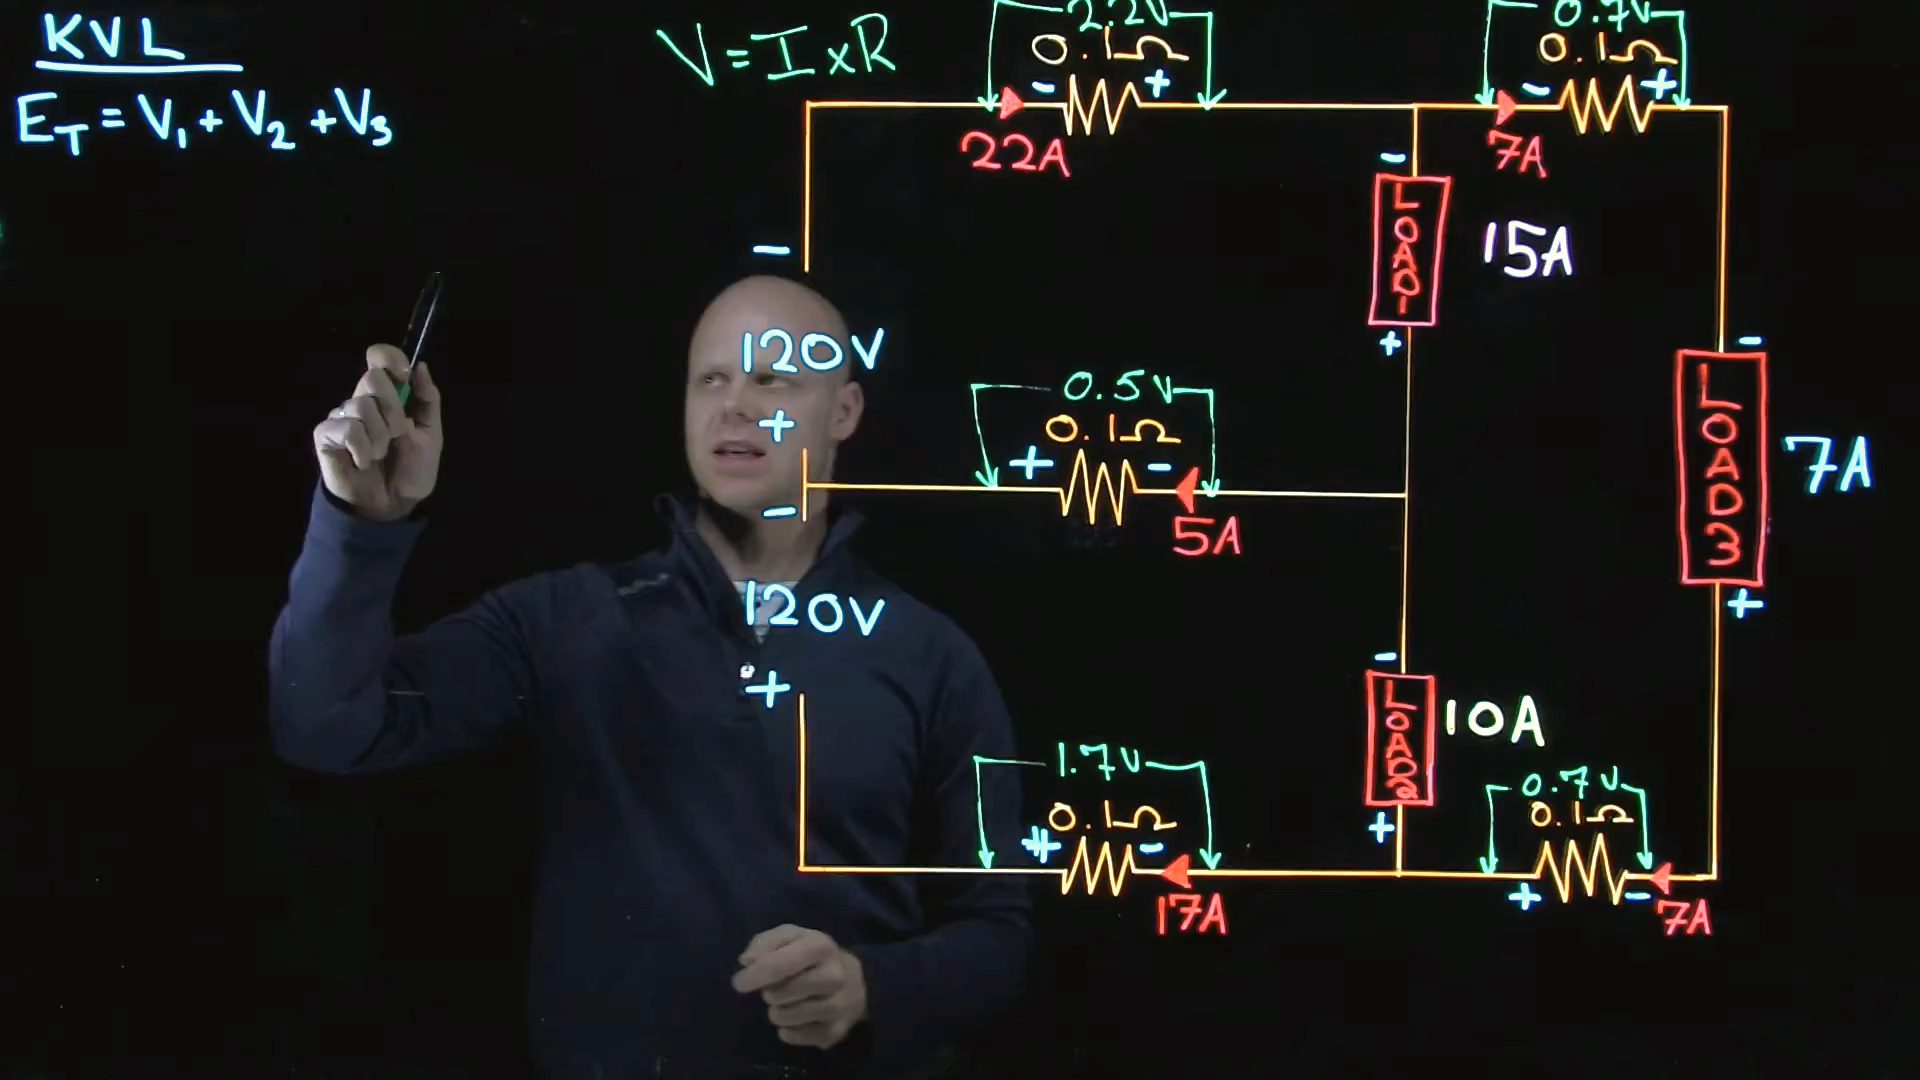 KVL
E_T = V₁ + V₂ + V₃
V = I x R
2.2V
0.1Ω
- +
22A
0.7V
0.1Ω
- +
7A
-
LOAD1
+
15A
-
120V
+
0.5V
0.1Ω
+ -
5A
-
LOAD3
+
7A
-
120V
+
-
LOAD2
+
10A
1.7V
0.1Ω
+ -
17A
0.7V
0.1Ω
+ -
7A